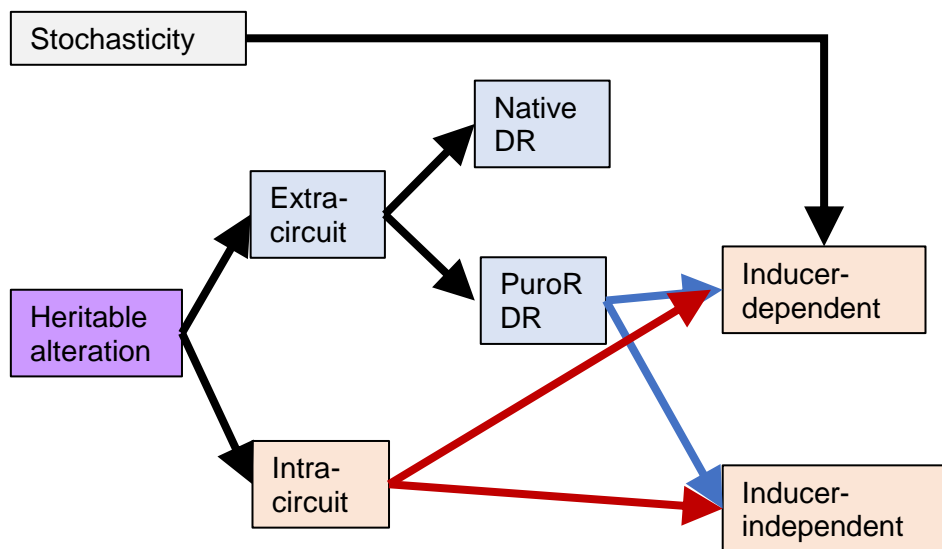 Stochasticity
Native
DR
Extra-
circuit
PuroR
DR
Inducer-
dependent
Heritable
alteration
Intra-
circuit
Inducer-
independent